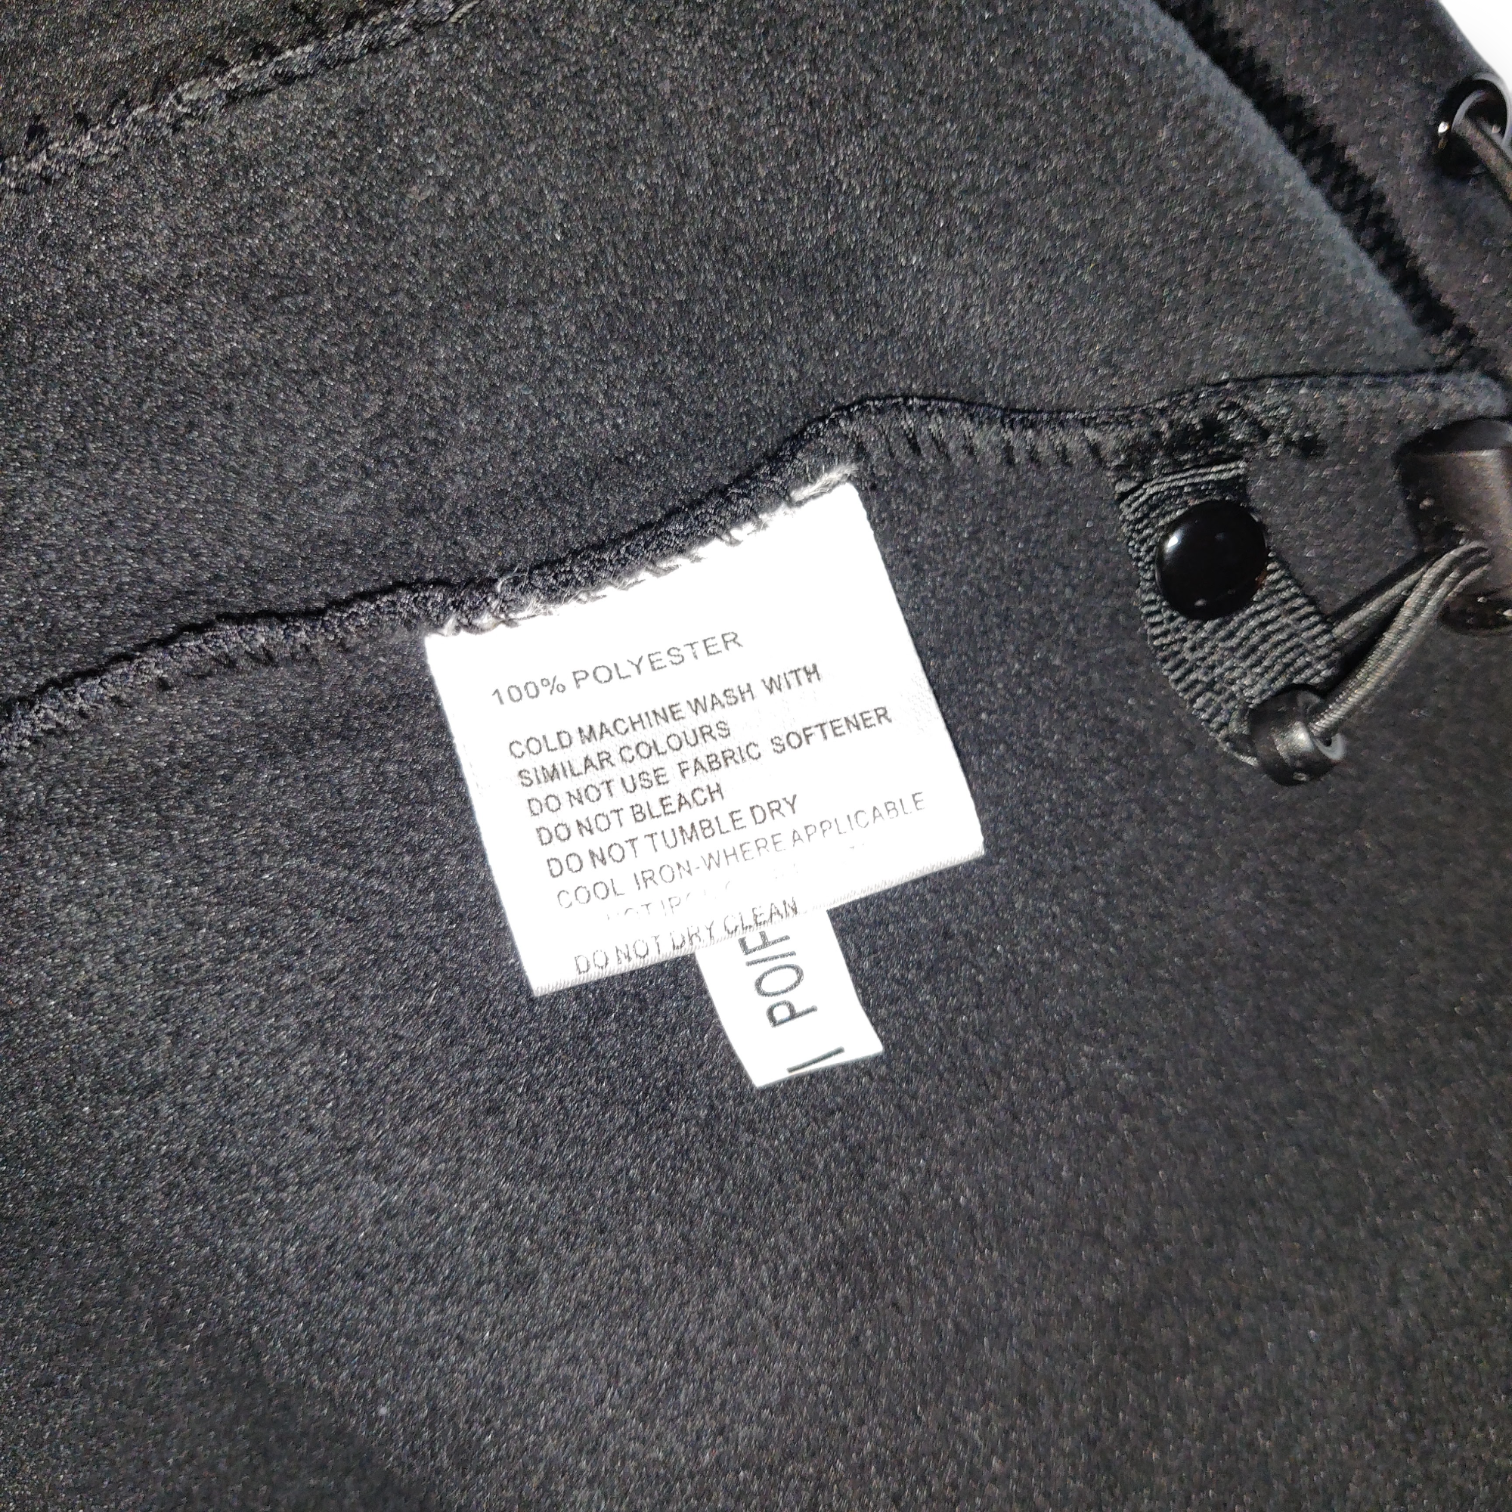 100% POLYESTER
COLD MACHINE WASH WITH
SIMILAR COLOURS
DO NOT USE FABRIC SOFTENER
DO NOT BLEACH
DO NOT TUMBLE DRY
COOL IRON-WHERE APPLICABLE
DO NOT DRY CLEAN